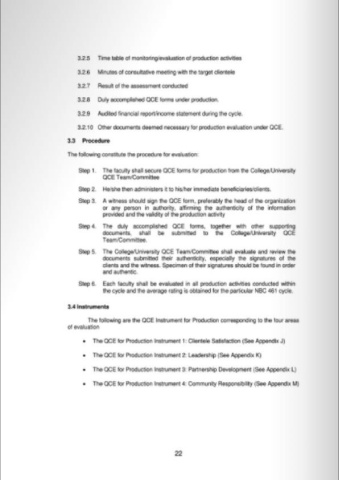 3.2.5 Time table of monitoring/evaluation of production activities
3.2.6 Minutes of consultative meeting with the target clientele
3.2.7 Result of the assessment conducted
3.2.8 Duly accomplished QCE forms under production.
3.2.9 Audited financial report/income statement during the cycle.
3.2.10 Other documents deemed necessary for production evaluation under QCE.
3.3 Procedure
The following constitute the procedure for evaluation:
Step 1. The faculty shall secure QCE forms for production from the College/University
QCE Team/Committee
Step 2. He/she then administers it to his/her immediate beneficiaries/clients.
Step 3. A witness should sign the QCE form, preferably the head of the organization
or any person in authority, affirming the authenticity of the information
provided and the validity of the production activity
Step 4. The duly accomplished QCE forms, together with other supporting
documents, shall be submitted to the College/University QCE
Team/Committee.
Step 5. The College/University QCE Team/Committee shall evaluate and review the
documents submitted their authenticity, especially the signatures of the
clients and the witness. Specimen of their signatures should be found in order
and authentic.
Step 6. Each faculty shall be evaluated in all production activities conducted within
the cycle and the average rating is obtained for the particular NBC 461 cycle.
3.4 Instruments
The following are the QCE Instrument for Production corresponding to the four areas
of evaluation
• The QCE for Production Instrument 1: Clientele Satisfaction (See Appendix J)
• The QCE for Production Instrument 2: Leadership (See Appendix K)
• The QCE for Production Instrument 3: Partnership Development (See Appendix L)
• The QCE for Production Instrument 4: Community Responsibility (See Appendix M)
22